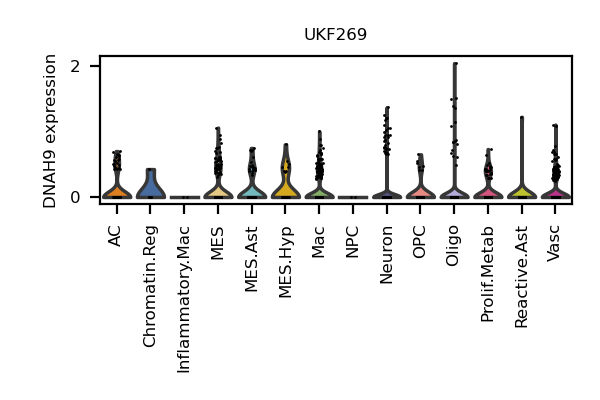 UKF269
DNAH9 expression
2
0
AC
Chromatin.Reg
Inflammatory.Mac
MES
MES.Ast
MES.Hyp
Mac
NPC
Neuron
OPC
Oligo
Prolif.Metab
Reactive.Ast
Vasc